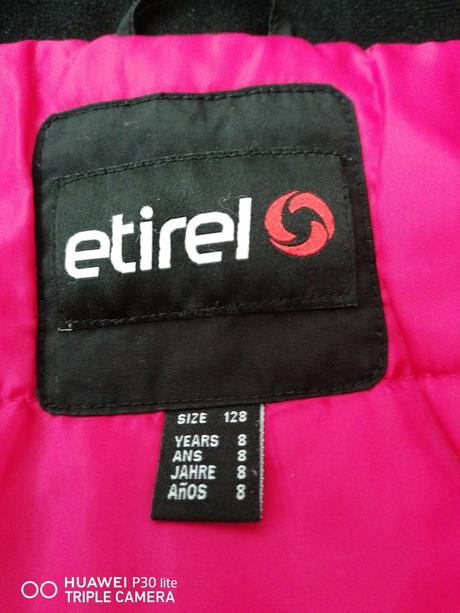 etirel
SIZE 128
YEARS 8
ANS 8
JAHRE 8
AñOS 8
HUAWEI P30 lite
TRIPLE CAMERA